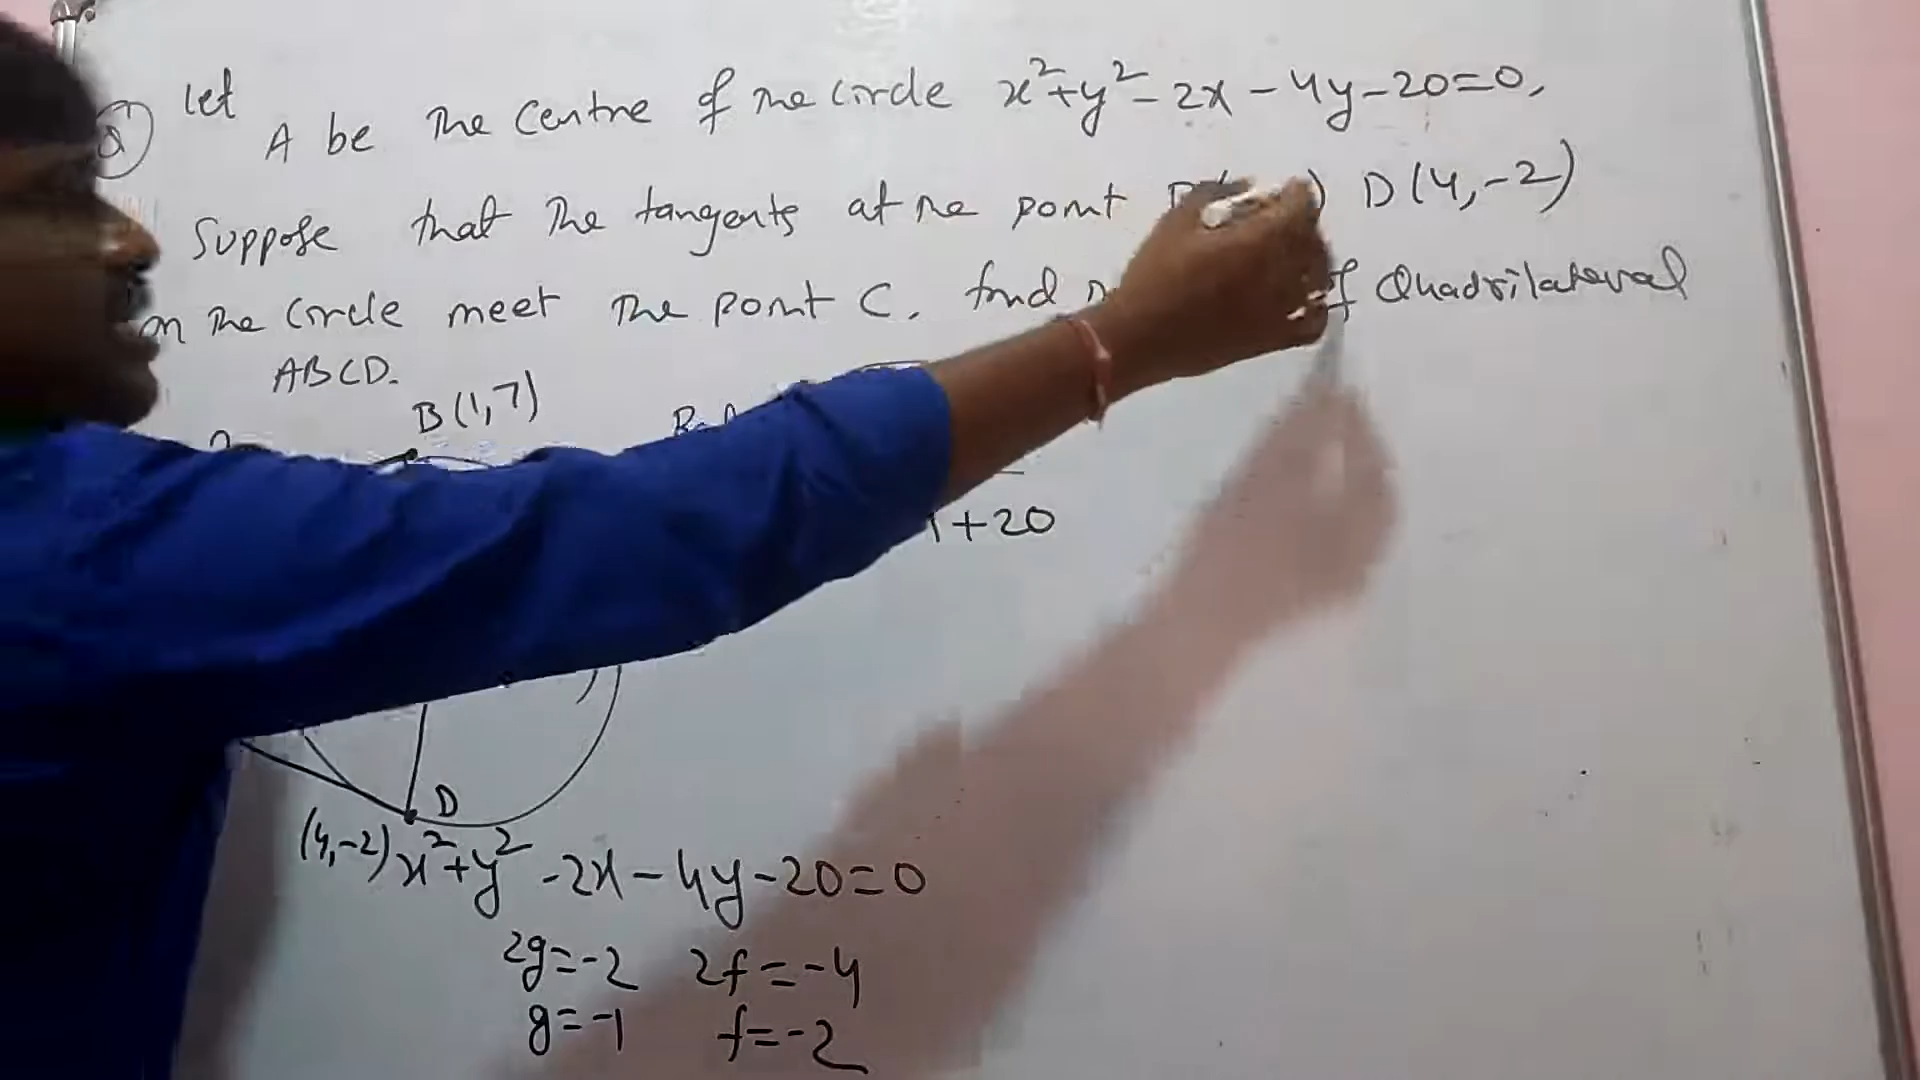 Q Let A be the centre of the circle x²+y²-2x-4y-20=0,
Suppose that the tangents at the point D(4,-2)
on the circle meet the point C. find of Quadrilateral
ABCD.
B(1,7)
+20
D
(4,-2)
x²+y²-2x-4y-20=0
2g=-2 2f=-4
g=-1 f=-2